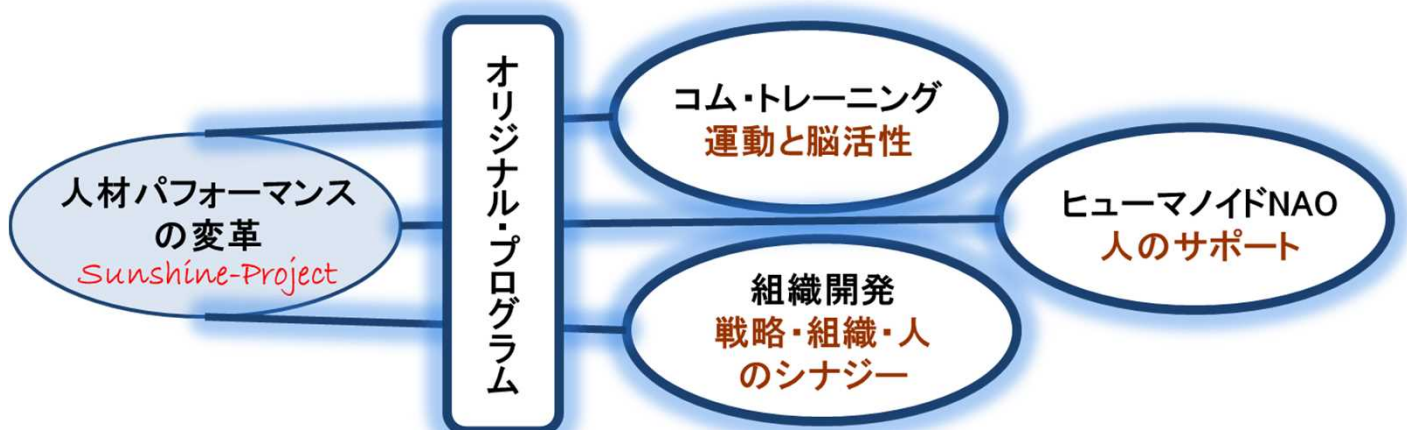 人材パフォーマンス
の変革
Sunshine-Project
オリジナル・プログラム
コム・トレーニング
運動と脳活性
ヒューマノイドNAO
人のサポート
組織開発
戦略・組織・人
のシナジー